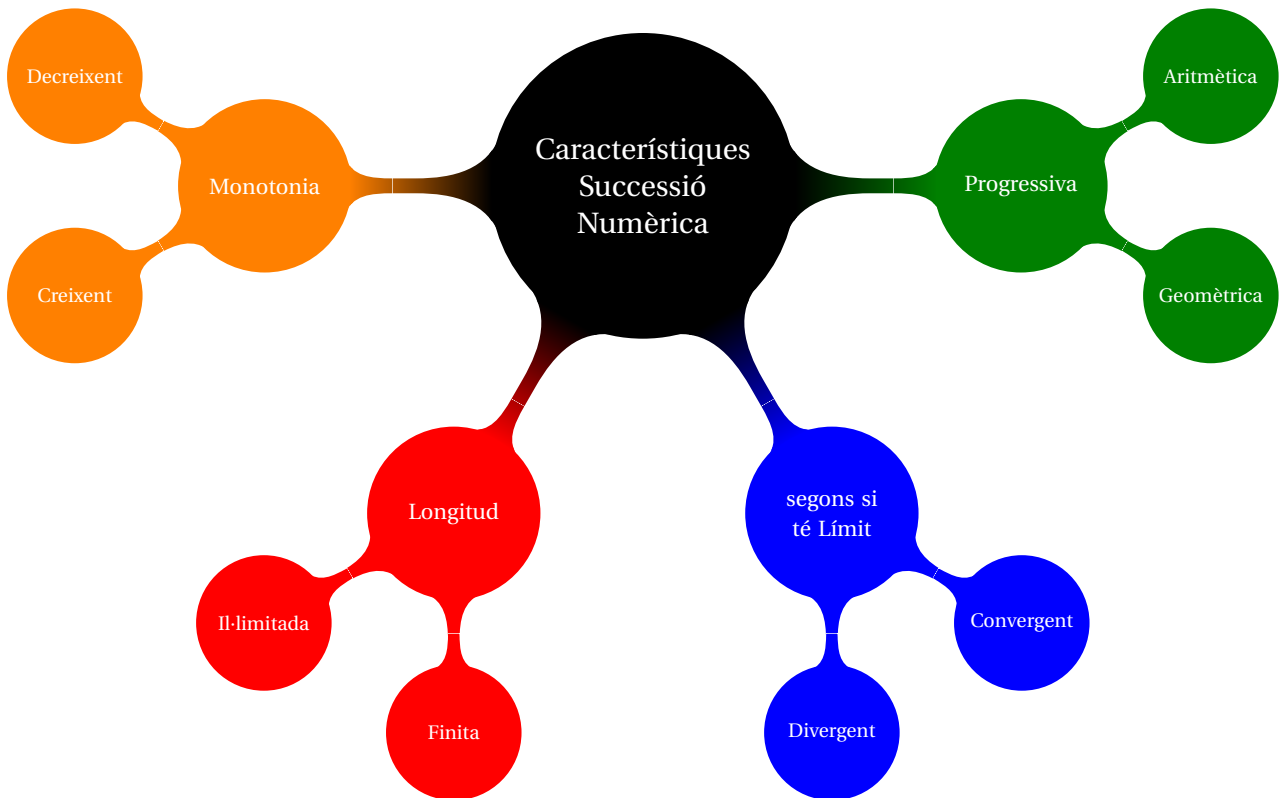 Característiques
Successió
Numèrica
Monotonia
Decreixent
Creixent
Longitud
Il·limitada
Finita
segons si
té Límit
Divergent
Convergent
Progressiva
Geomètrica
Aritmètica